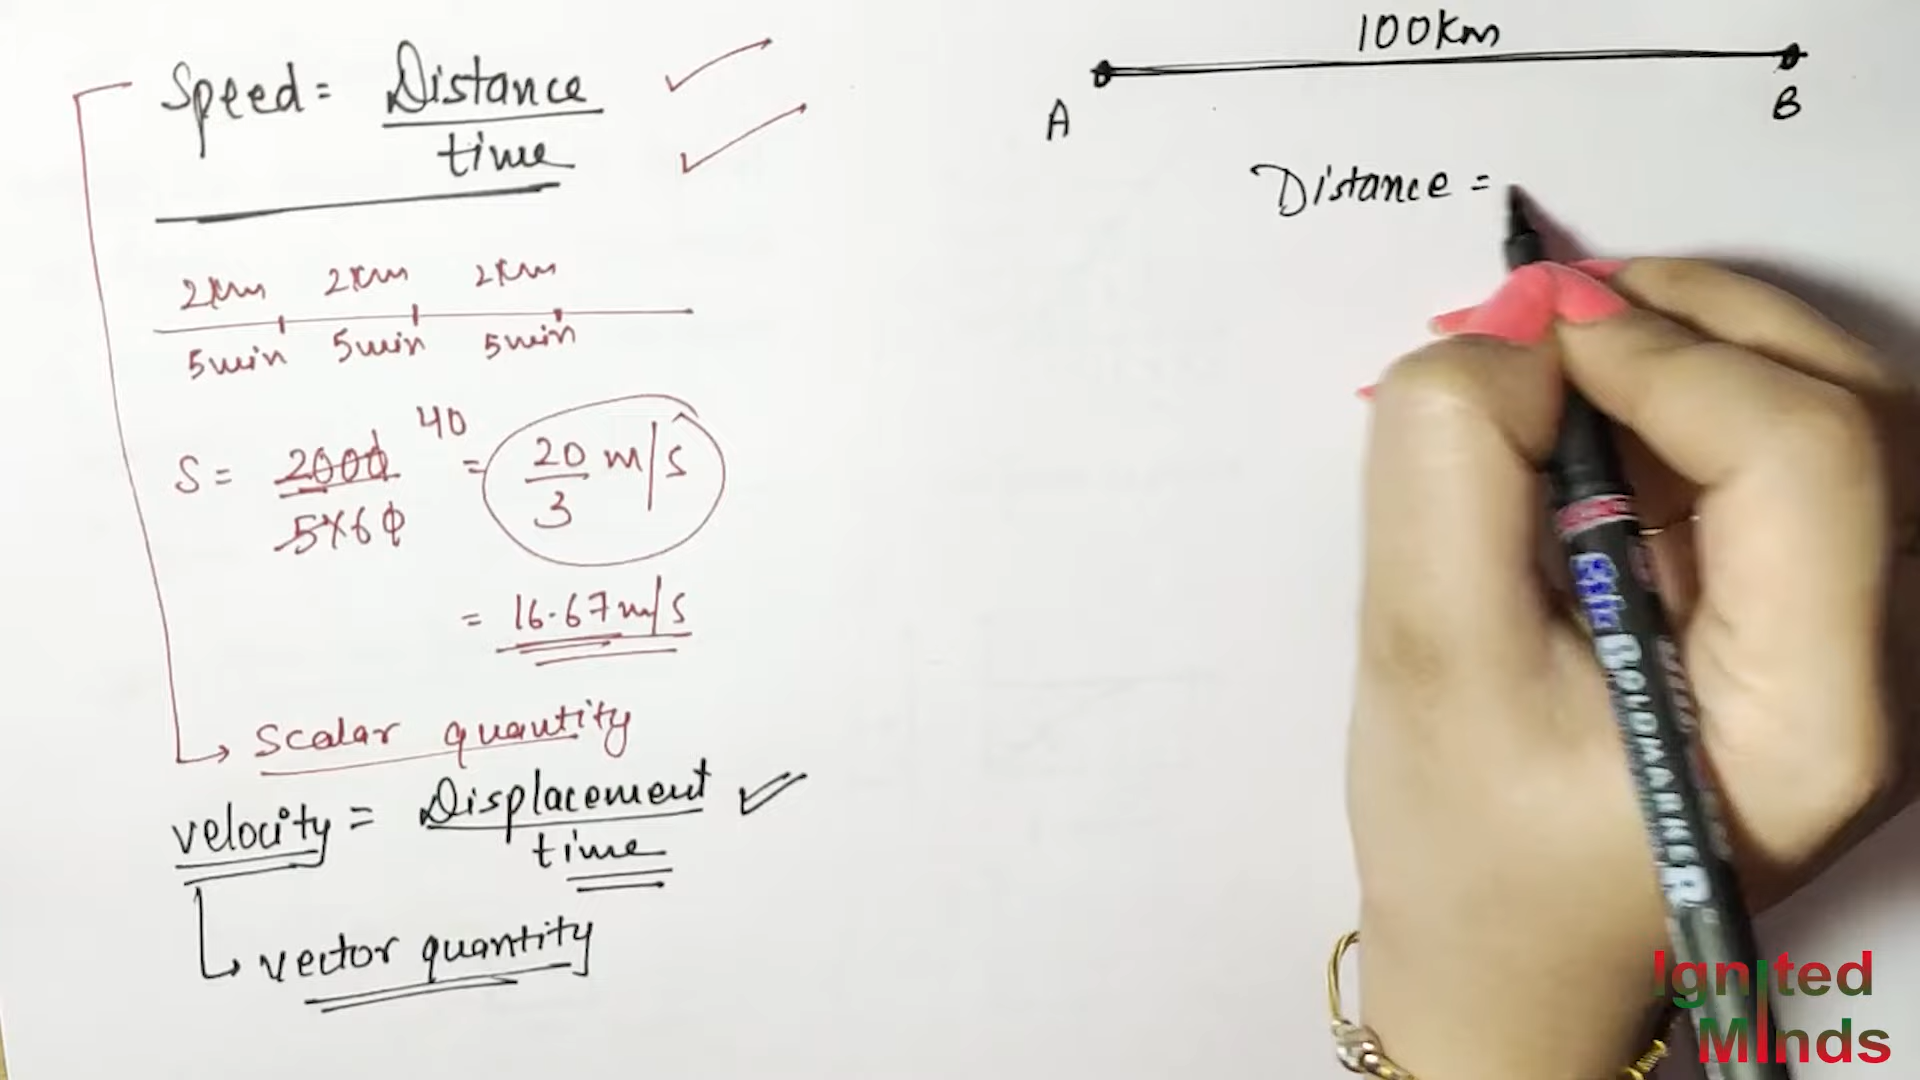 Speed = Distance / time
2Km 2Km 2Km
5min 5min 5min
S = 2000 / 5×60 40 = 20/3 m/s
= 16.67 m/s
Scalar quantity
velocity = Displacement / time
vector quantity
100Km
A B
Distance =
BOLDMARKER
Ignited
Minds